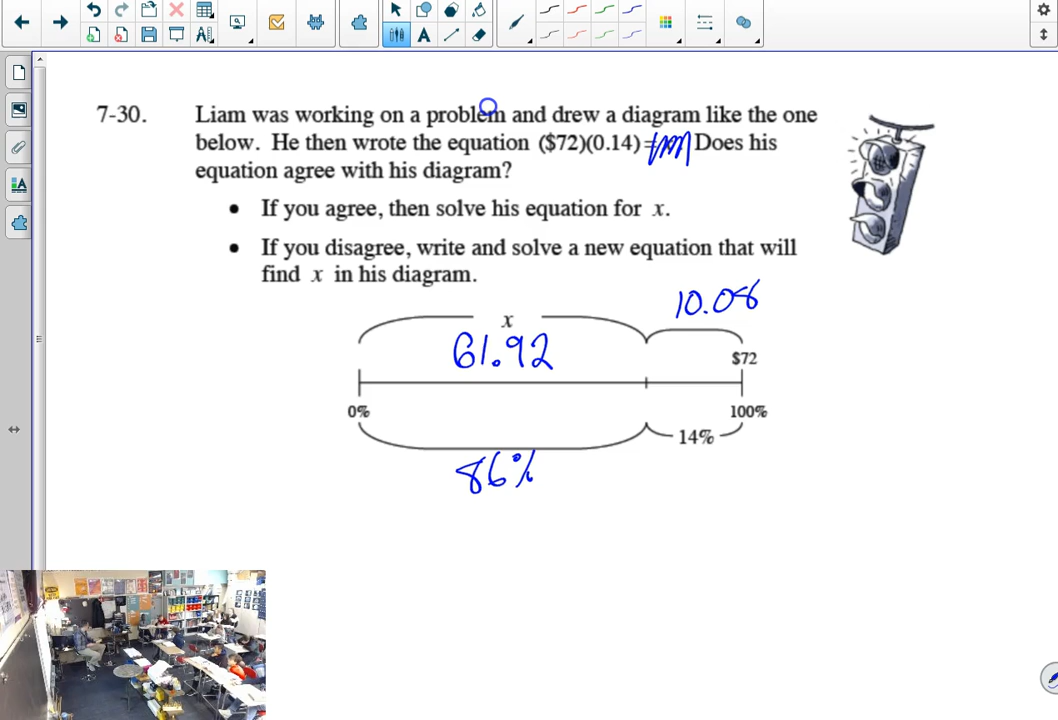 7-30. Liam was working on a problem and drew a diagram like the one
below. He then wrote the equation ($72)(0.14)= Does his
equation agree with his diagram?
• If you agree, then solve his equation for x.
• If you disagree, write and solve a new equation that will
find x in his diagram.
10.08
x
61.92
$72
0%
100%
14%
86%